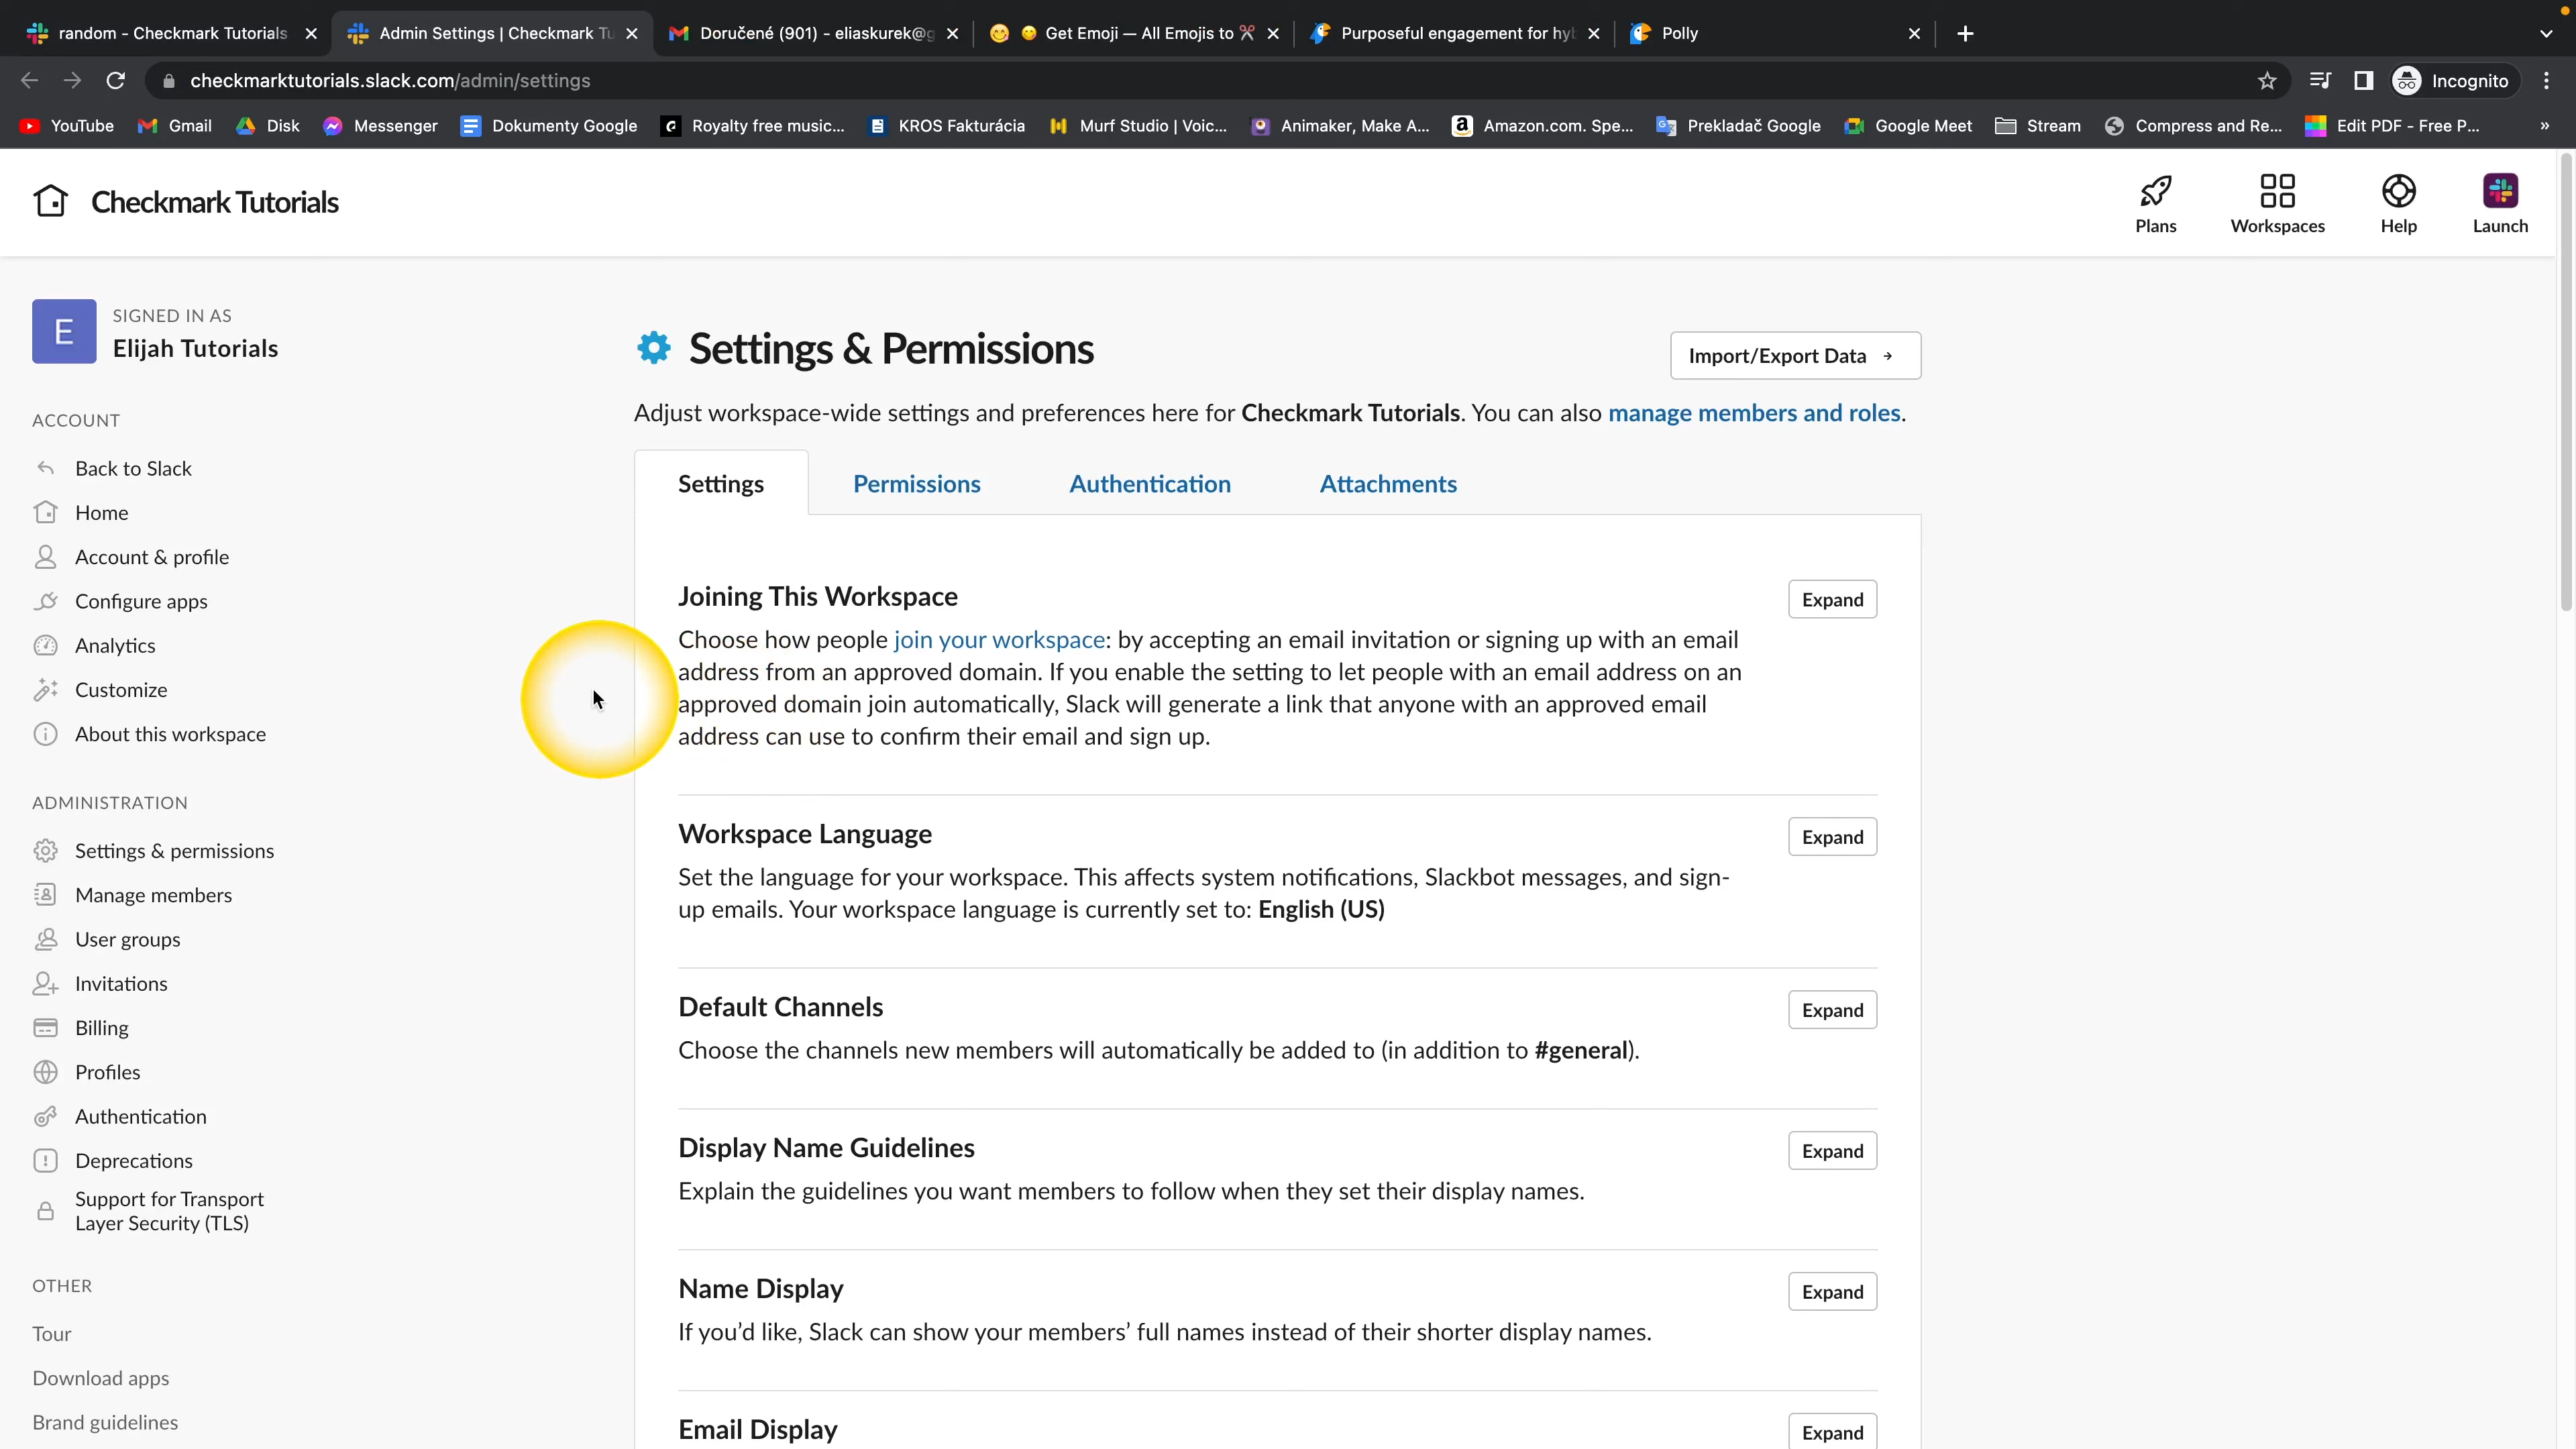 random - Checkmark Tutorials
Admin Settings | Checkmark Tu
Doručené (901) - eliaskurek@g
Get Emoji — All Emojis to ✂️
Purposeful engagement for hyb
Polly
checkmarktutorials.slack.com/admin/settings
Incognito
YouTube
Gmail
Disk
Messenger
Dokumenty Google
Royalty free music...
KROS Fakturácia
Murf Studio | Voic...
Animaker, Make A...
Amazon.com. Spe...
Prekladač Google
Google Meet
Stream
Compress and Re...
Edit PDF - Free P...
»
Checkmark Tutorials
Plans
Workspaces
Help
Launch
E
SIGNED IN AS
Elijah Tutorials
ACCOUNT
Back to Slack
Home
Account & profile
Configure apps
Analytics
Customize
About this workspace
ADMINISTRATION
Settings & permissions
Manage members
User groups
Invitations
Billing
Profiles
Authentication
Deprecations
Support for Transport
Layer Security (TLS)
OTHER
Tour
Download apps
Brand guidelines
Settings & Permissions
Import/Export Data →
Adjust workspace-wide settings and preferences here for Checkmark Tutorials. You can also manage members and roles.
Settings
Permissions
Authentication
Attachments
Joining This Workspace
Expand
Choose how people join your workspace: by accepting an email invitation or signing up with an email
address from an approved domain. If you enable the setting to let people with an email address on an
approved domain join automatically, Slack will generate a link that anyone with an approved email
address can use to confirm their email and sign up.
Workspace Language
Expand
Set the language for your workspace. This affects system notifications, Slackbot messages, and sign-
up emails. Your workspace language is currently set to: English (US)
Default Channels
Expand
Choose the channels new members will automatically be added to (in addition to #general).
Display Name Guidelines
Expand
Explain the guidelines you want members to follow when they set their display names.
Name Display
Expand
If you’d like, Slack can show your members’ full names instead of their shorter display names.
Email Display
Expand